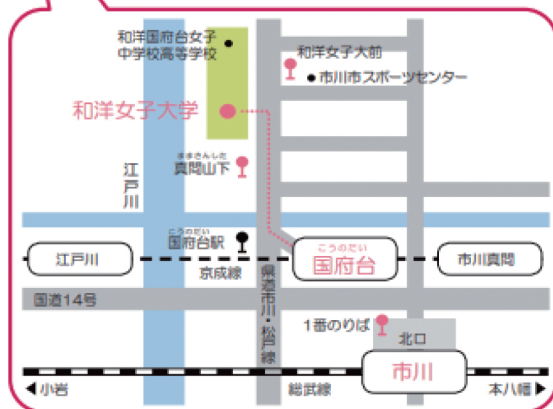 和洋国府台女子
中学校高等学校
和洋女子大前
市川市スポーツセンター
和洋女子大学
ままさんした
真間山下
江戸川
こうのだい
国府台駅
こうのだい
国府台
江戸川
市川真間
京成線
国道14号
県道市川・松戸線
1番のりば
北口
市川
◀小岩
総武線
本八幡▶